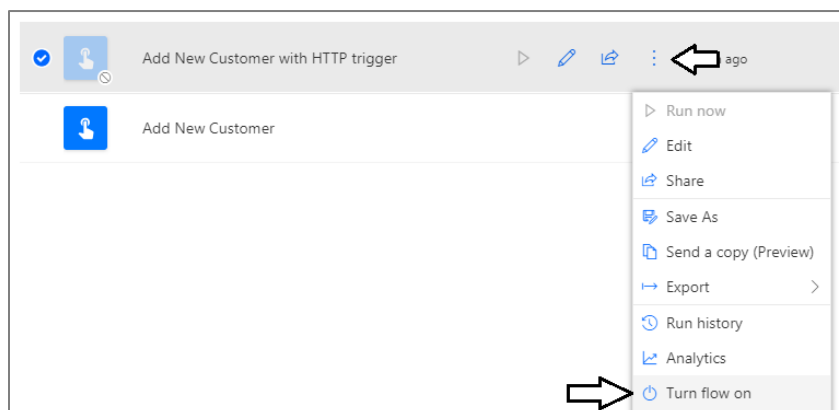 Add New Customer with HTTP trigger
ago
Add New Customer
Run now
Edit
Share
Save As
Send a copy (Preview)
Export
Run history
Analytics
Turn flow on